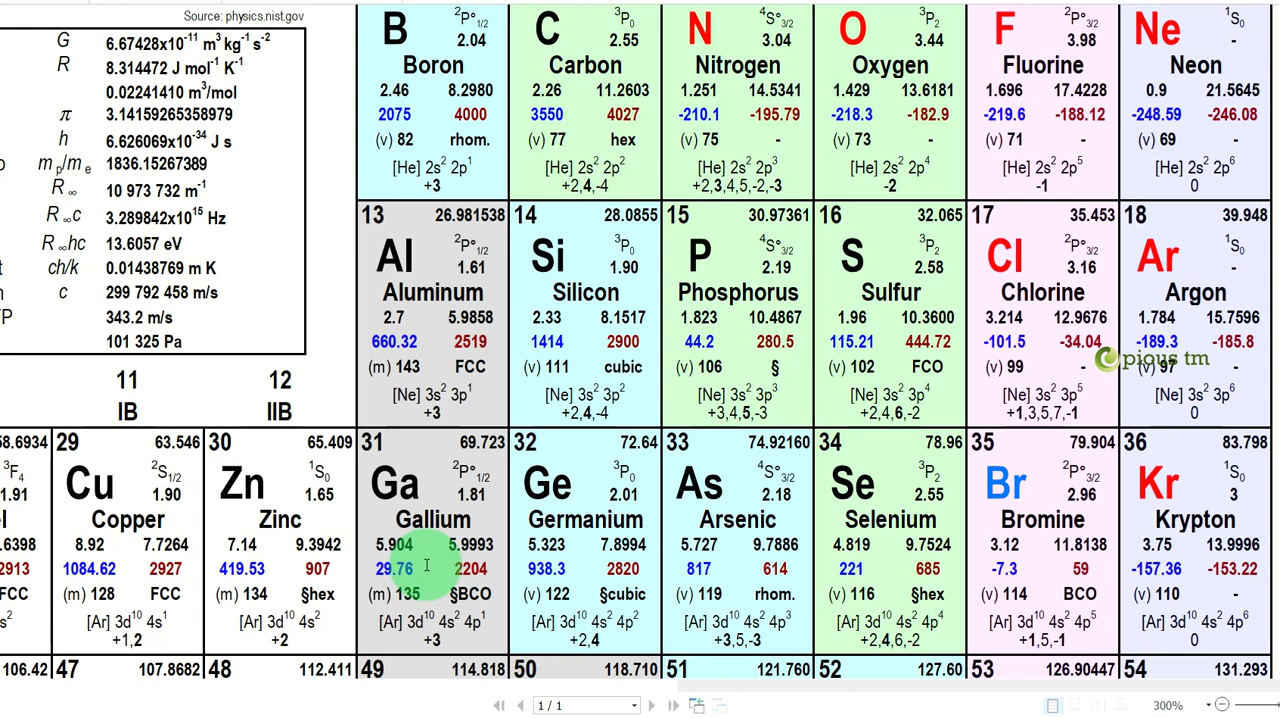 Source: physics.nist.gov
G 6.67428x10⁻¹¹ m³ kg⁻¹ s⁻²
R 8.314472 J mol⁻¹ K⁻¹
0.02241410 m³/mol
π 3.14159265358979
h 6.626069x10⁻³⁴ J s
o mp/me 1836.15267389
R∞ 10 973 732 m⁻¹
R∞c 3.289842x10¹⁵ Hz
R∞hc 13.6057 eV
t ch/k 0.01438769 m K
n c 299 792 458 m/s
P 343.2 m/s
101 325 Pa
11 12
IB IIB
B ²P°1/2
2.04
Boron
2.46 8.2980
2075 4000
(v) 82 rhom.
[He] 2s² 2p¹
+3
C ³P0
2.55
Carbon
2.26 11.2603
3550 4027
(v) 77 hex
[He] 2s² 2p²
+2,4,-4
N ⁴S°3/2
3.04
Nitrogen
1.251 14.5341
-210.1 -195.79
(v) 75 -
[He] 2s² 2p³
+2,3,4,5,-2,-3
O ³P2
3.44
Oxygen
1.429 13.6181
-218.3 -182.9
(v) 73 -
[He] 2s² 2p⁴
-2
F ²P°3/2
3.98
Fluorine
1.696 17.4228
-219.6 -188.12
(v) 71 -
[He] 2s² 2p⁵
-1
Ne ¹S0
-
Neon
0.9 21.5645
-248.59 -246.08
(v) 69 -
[He] 2s² 2p⁶
0
13 26.981538
Al ²P°1/2
1.61
Aluminum
2.7 5.9858
660.32 2519
(m) 143 FCC
[Ne] 3s² 3p¹
+3
14 28.0855
Si ³P0
1.90
Silicon
2.33 8.1517
1414 2900
(v) 111 cubic
[Ne] 3s² 3p²
+2,4,-4
15 30.97361
P ⁴S°3/2
2.19
Phosphorus
1.823 10.4867
44.2 280.5
(v) 106 §
[Ne] 3s² 3p³
+3,4,5,-3
16 32.065
S ³P2
2.58
Sulfur
1.96 10.3600
115.21 444.72
(v) 102 FCO
[Ne] 3s² 3p⁴
+2,4,6,-2
17 35.453
Cl ²P°3/2
3.16
Chlorine
3.214 12.9676
-101.5 -34.04
(v) 99 -
[Ne] 3s² 3p⁵
+1,3,5,7,-1
18 39.948
Ar ¹S0
-
Argon
1.784 15.7596
-189.3 -185.8
(v) 97 -
[Ne] 3s² 3p⁶
0
pious tm
58.6934
³F4
1.91
el
.6398
2913
FCC
s²
29 63.546
Cu ²S1/2
1.90
Copper
8.92 7.7264
1084.62 2927
(m) 128 FCC
[Ar] 3d¹⁰ 4s¹
+1,2
30 65.409
Zn ¹S0
1.65
Zinc
7.14 9.3942
419.53 907
(m) 134 §hex
[Ar] 3d¹⁰ 4s²
+2
31 69.723
Ga ²P°1/2
1.81
Gallium
5.904 5.9993
29.76 2204
(m) 135 §BCO
[Ar] 3d¹⁰ 4s² 4p¹
+3
32 72.64
Ge ³P0
2.01
Germanium
5.323 7.8994
938.3 2820
(v) 122 §cubic
[Ar] 3d¹⁰ 4s² 4p²
+2,4
33 74.92160
As ⁴S°3/2
2.18
Arsenic
5.727 9.7886
817 614
(v) 119 rhom.
[Ar] 3d¹⁰ 4s² 4p³
+3,5,-3
34 78.96
Se ³P2
2.55
Selenium
4.819 9.7524
221 685
(v) 116 §hex
[Ar] 3d¹⁰ 4s² 4p⁴
+2,4,6,-2
35 79.904
Br ²P°3/2
2.96
Bromine
3.12 11.8138
-7.3 59
(v) 114 BCO
[Ar] 3d¹⁰ 4s² 4p⁵
+1,5,-1
36 83.798
Kr ¹S0
3
Krypton
3.75 13.9996
-157.36 -153.22
(v) 110 -
[Ar] 3d¹⁰ 4s² 4p⁶
0
106.42 47 107.8682 48 112.411 49 114.818 50 118.710 51 121.760 52 127.60 53 126.90447 54 131.293
1 / 1 300%